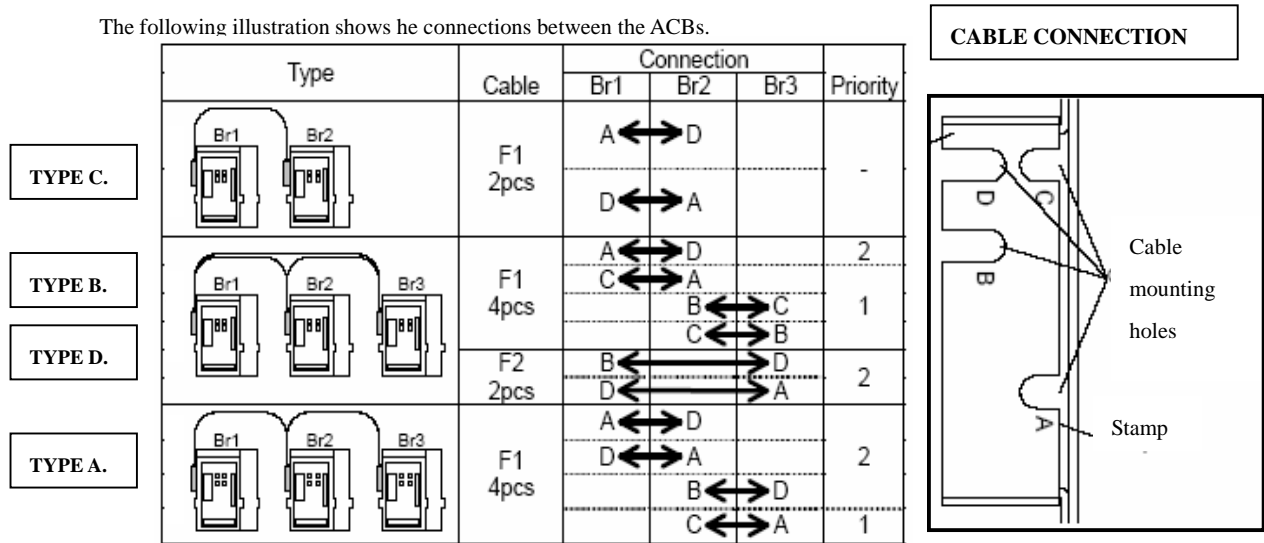 The following illustration shows he connections between the ACBs.
CABLE CONNECTION
Type Cable Connection Priority
Br1 Br2 Br3
TYPE C.
Br1 Br2
F1
2pcs
A D
D A
-
TYPE B.
TYPE D.
Br1 Br2 Br3
F1
4pcs
A D 2
C A
B C 1
C B
F2
2pcs
B D
D A
2
TYPE A.
Br1 Br2 Br3
F1
4pcs
A D
D A 2
B D
C A 1
D C
B
A
Cable
mounting
holes
Stamp